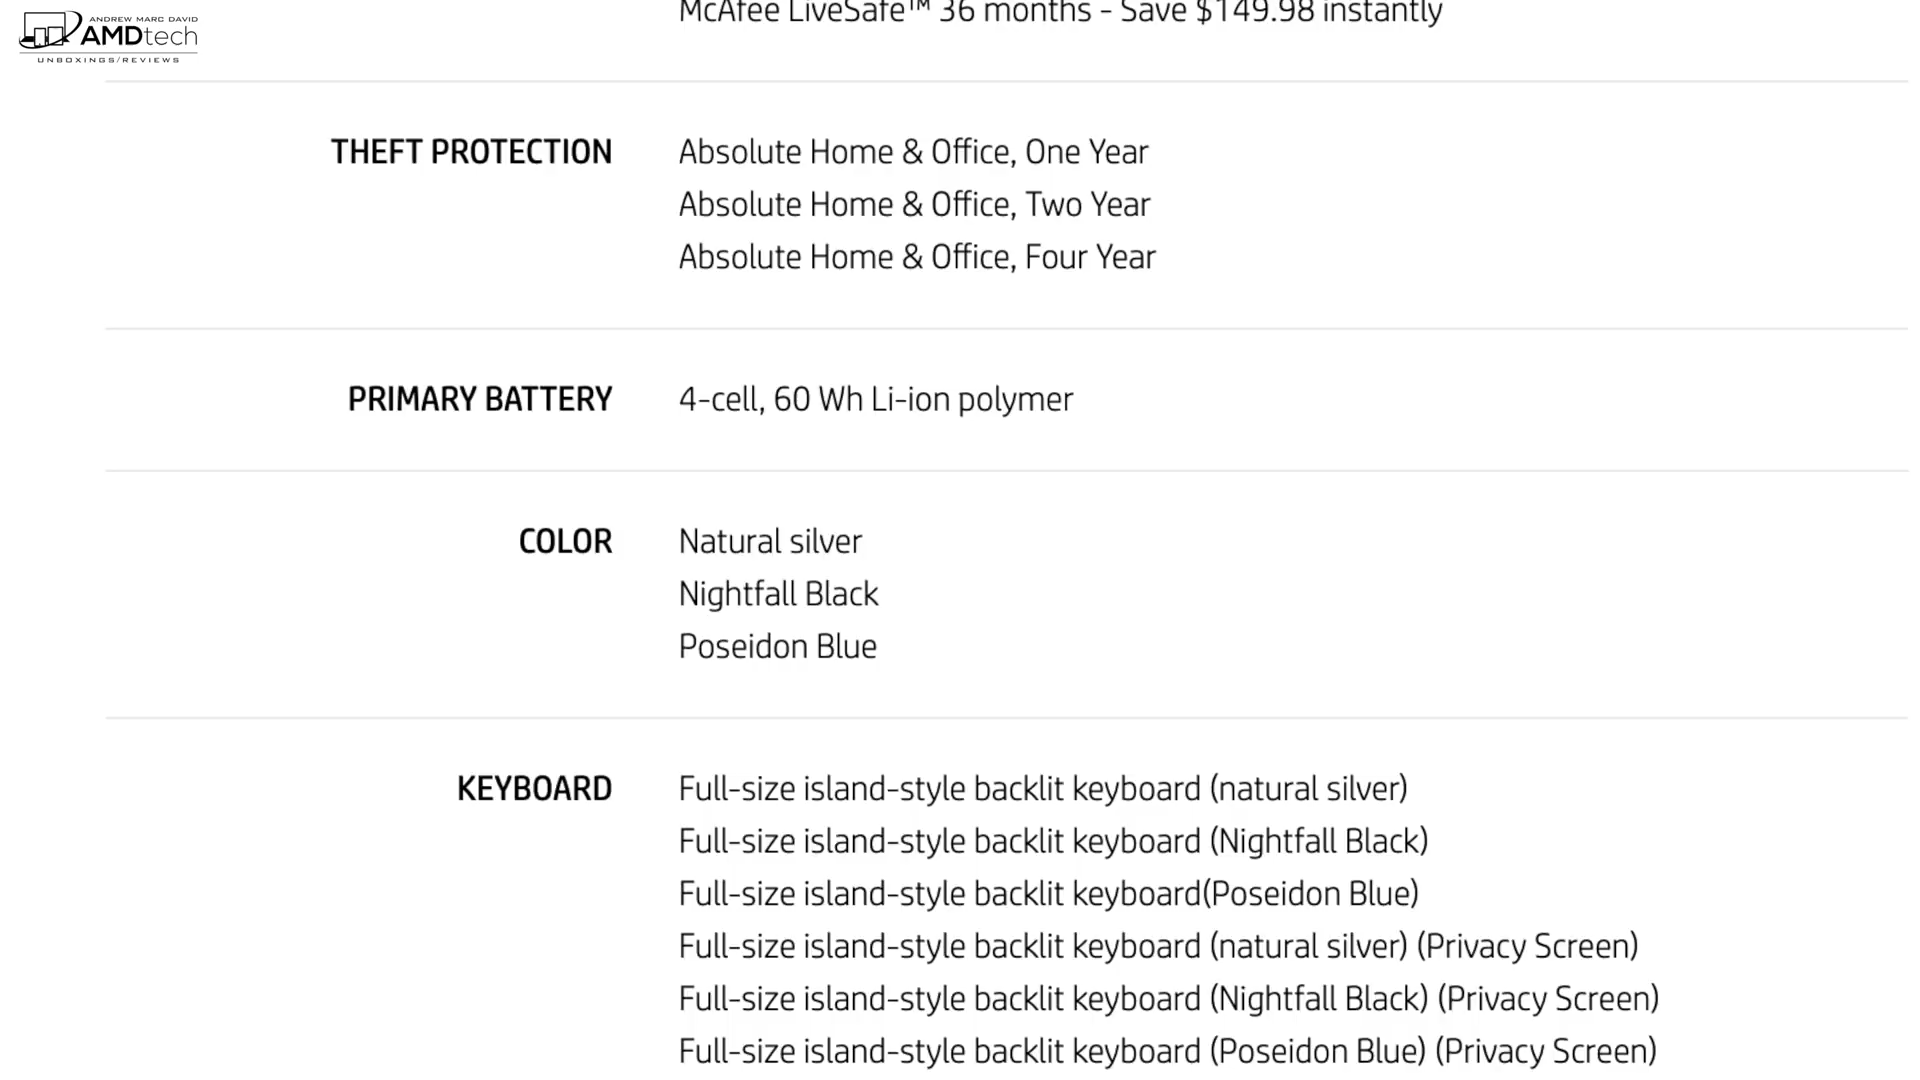 ANDREW MARC DAVID
AMDtech
UNBOXINGS/REVIEWS
McAfee LiveSafe™ 36 months - Save $149.98 instantly
THEFT PROTECTION
Absolute Home & Office, One Year
Absolute Home & Office, Two Year
Absolute Home & Office, Four Year
PRIMARY BATTERY
4-cell, 60 Wh Li-ion polymer
COLOR
Natural silver
Nightfall Black
Poseidon Blue
KEYBOARD
Full-size island-style backlit keyboard (natural silver)
Full-size island-style backlit keyboard (Nightfall Black)
Full-size island-style backlit keyboard(Poseidon Blue)
Full-size island-style backlit keyboard (natural silver) (Privacy Screen)
Full-size island-style backlit keyboard (Nightfall Black) (Privacy Screen)
Full-size island-style backlit keyboard (Poseidon Blue) (Privacy Screen)